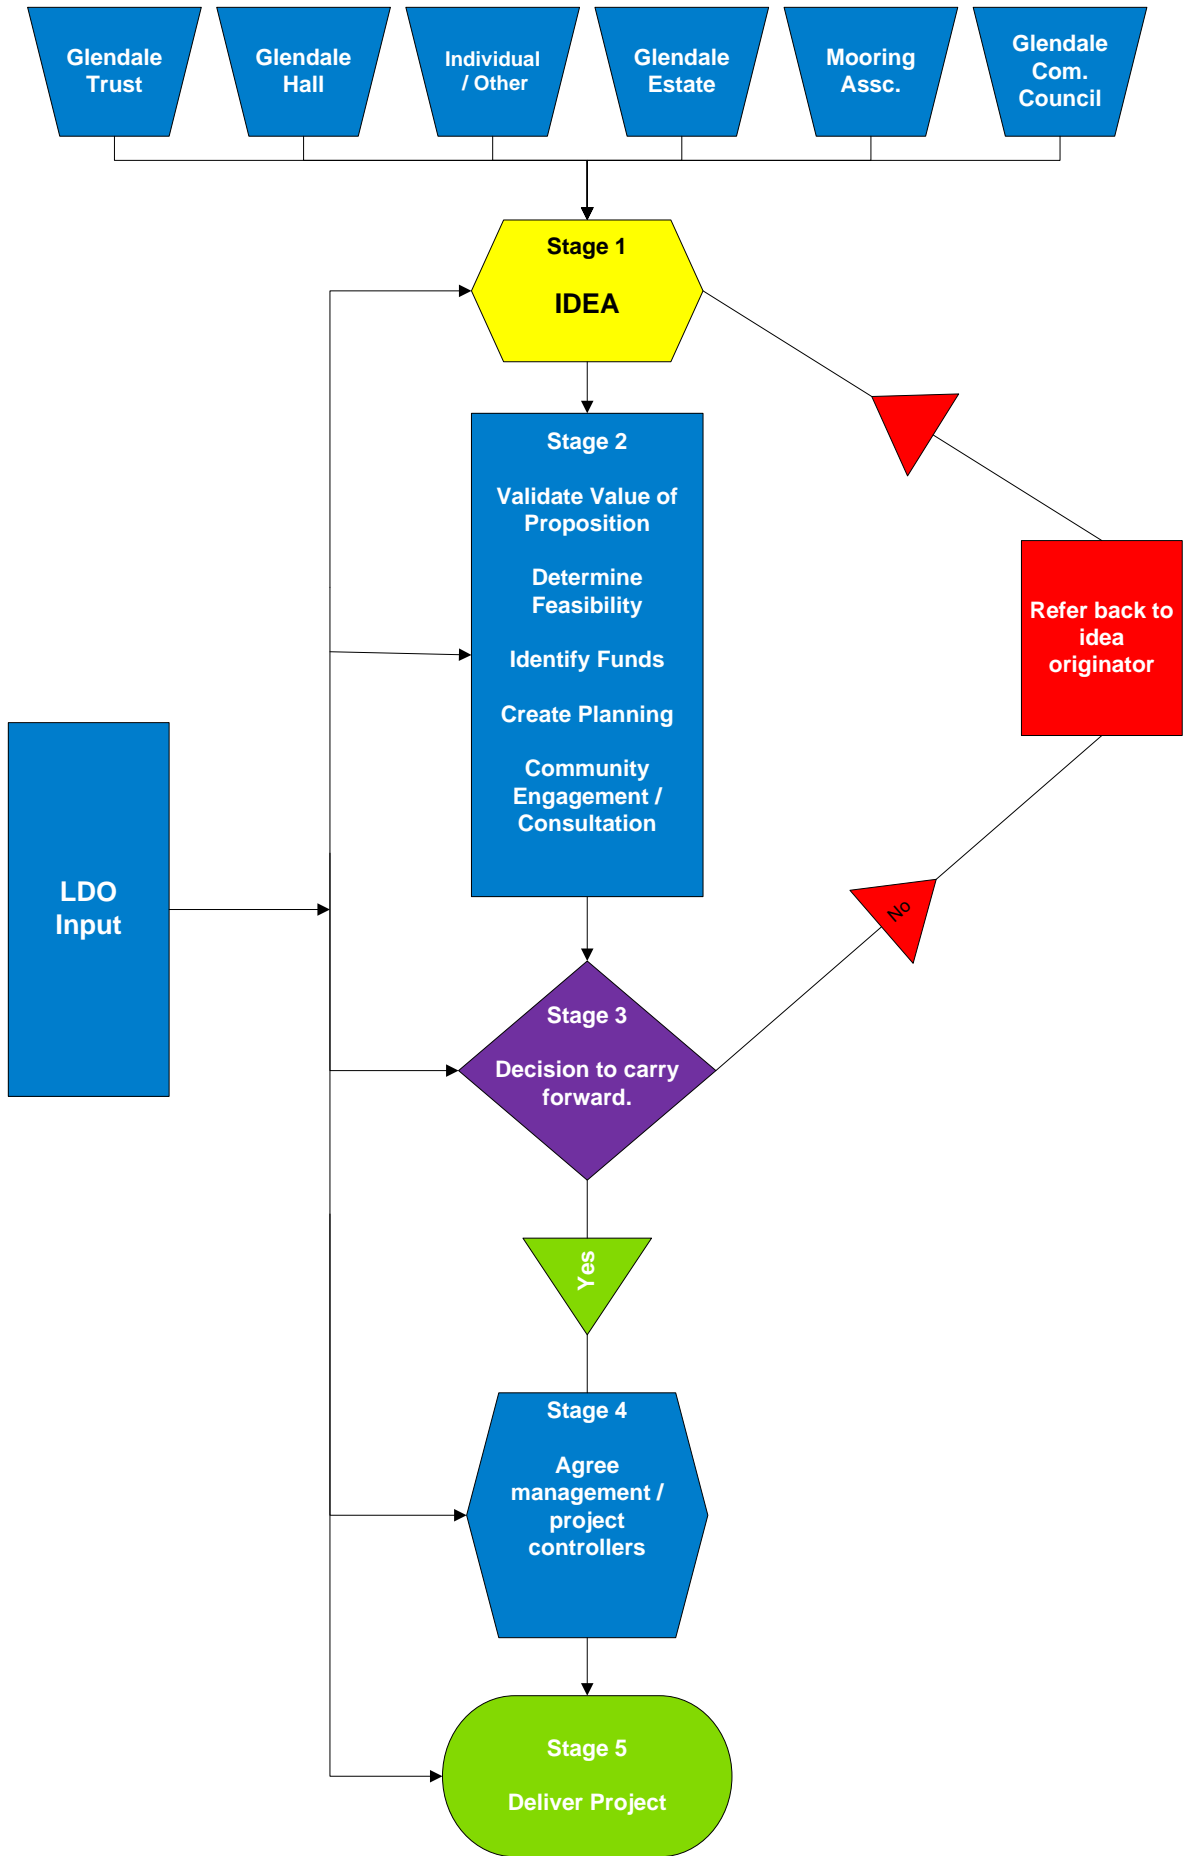 Glendale
Trust
Glendale
Hall
Individual
/ Other
Glendale
Estate
Mooring
Assc.
Glendale
Com.
Council
Stage 1
IDEA
Stage 2
Validate Value of
Proposition
Determine
Feasibility
Identify Funds
Create Planning
Community
Engagement /
Consultation
Refer back to
idea
originator
LDO
Input
No
Stage 3
Decision to carry
forward.
Yes
Stage 4
Agree
management /
project
controllers
Stage 5
Deliver Project